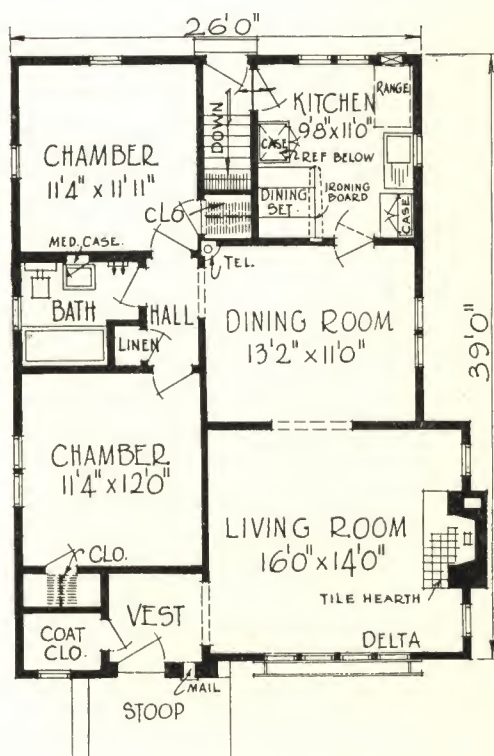 26'0"
KITCHEN
9'8"x11'0"
RANGE
DOWN
CASE
REF BELOW
CHAMBER
11'4" x 11'11"
CLO
DINING
SET.
IRONING
BOARD
CASE
MED. CASE.
TEL.
BATH
HALL
LINEN
DINING ROOM
13'2"x11'0"
39'0"
CHAMBER
11'4"x12'0"
LIVING ROOM
16'0"x14'0"
CLO.
TILE HEARTH
VEST
COAT
CLO.
DELTA
MAIL
STOOP